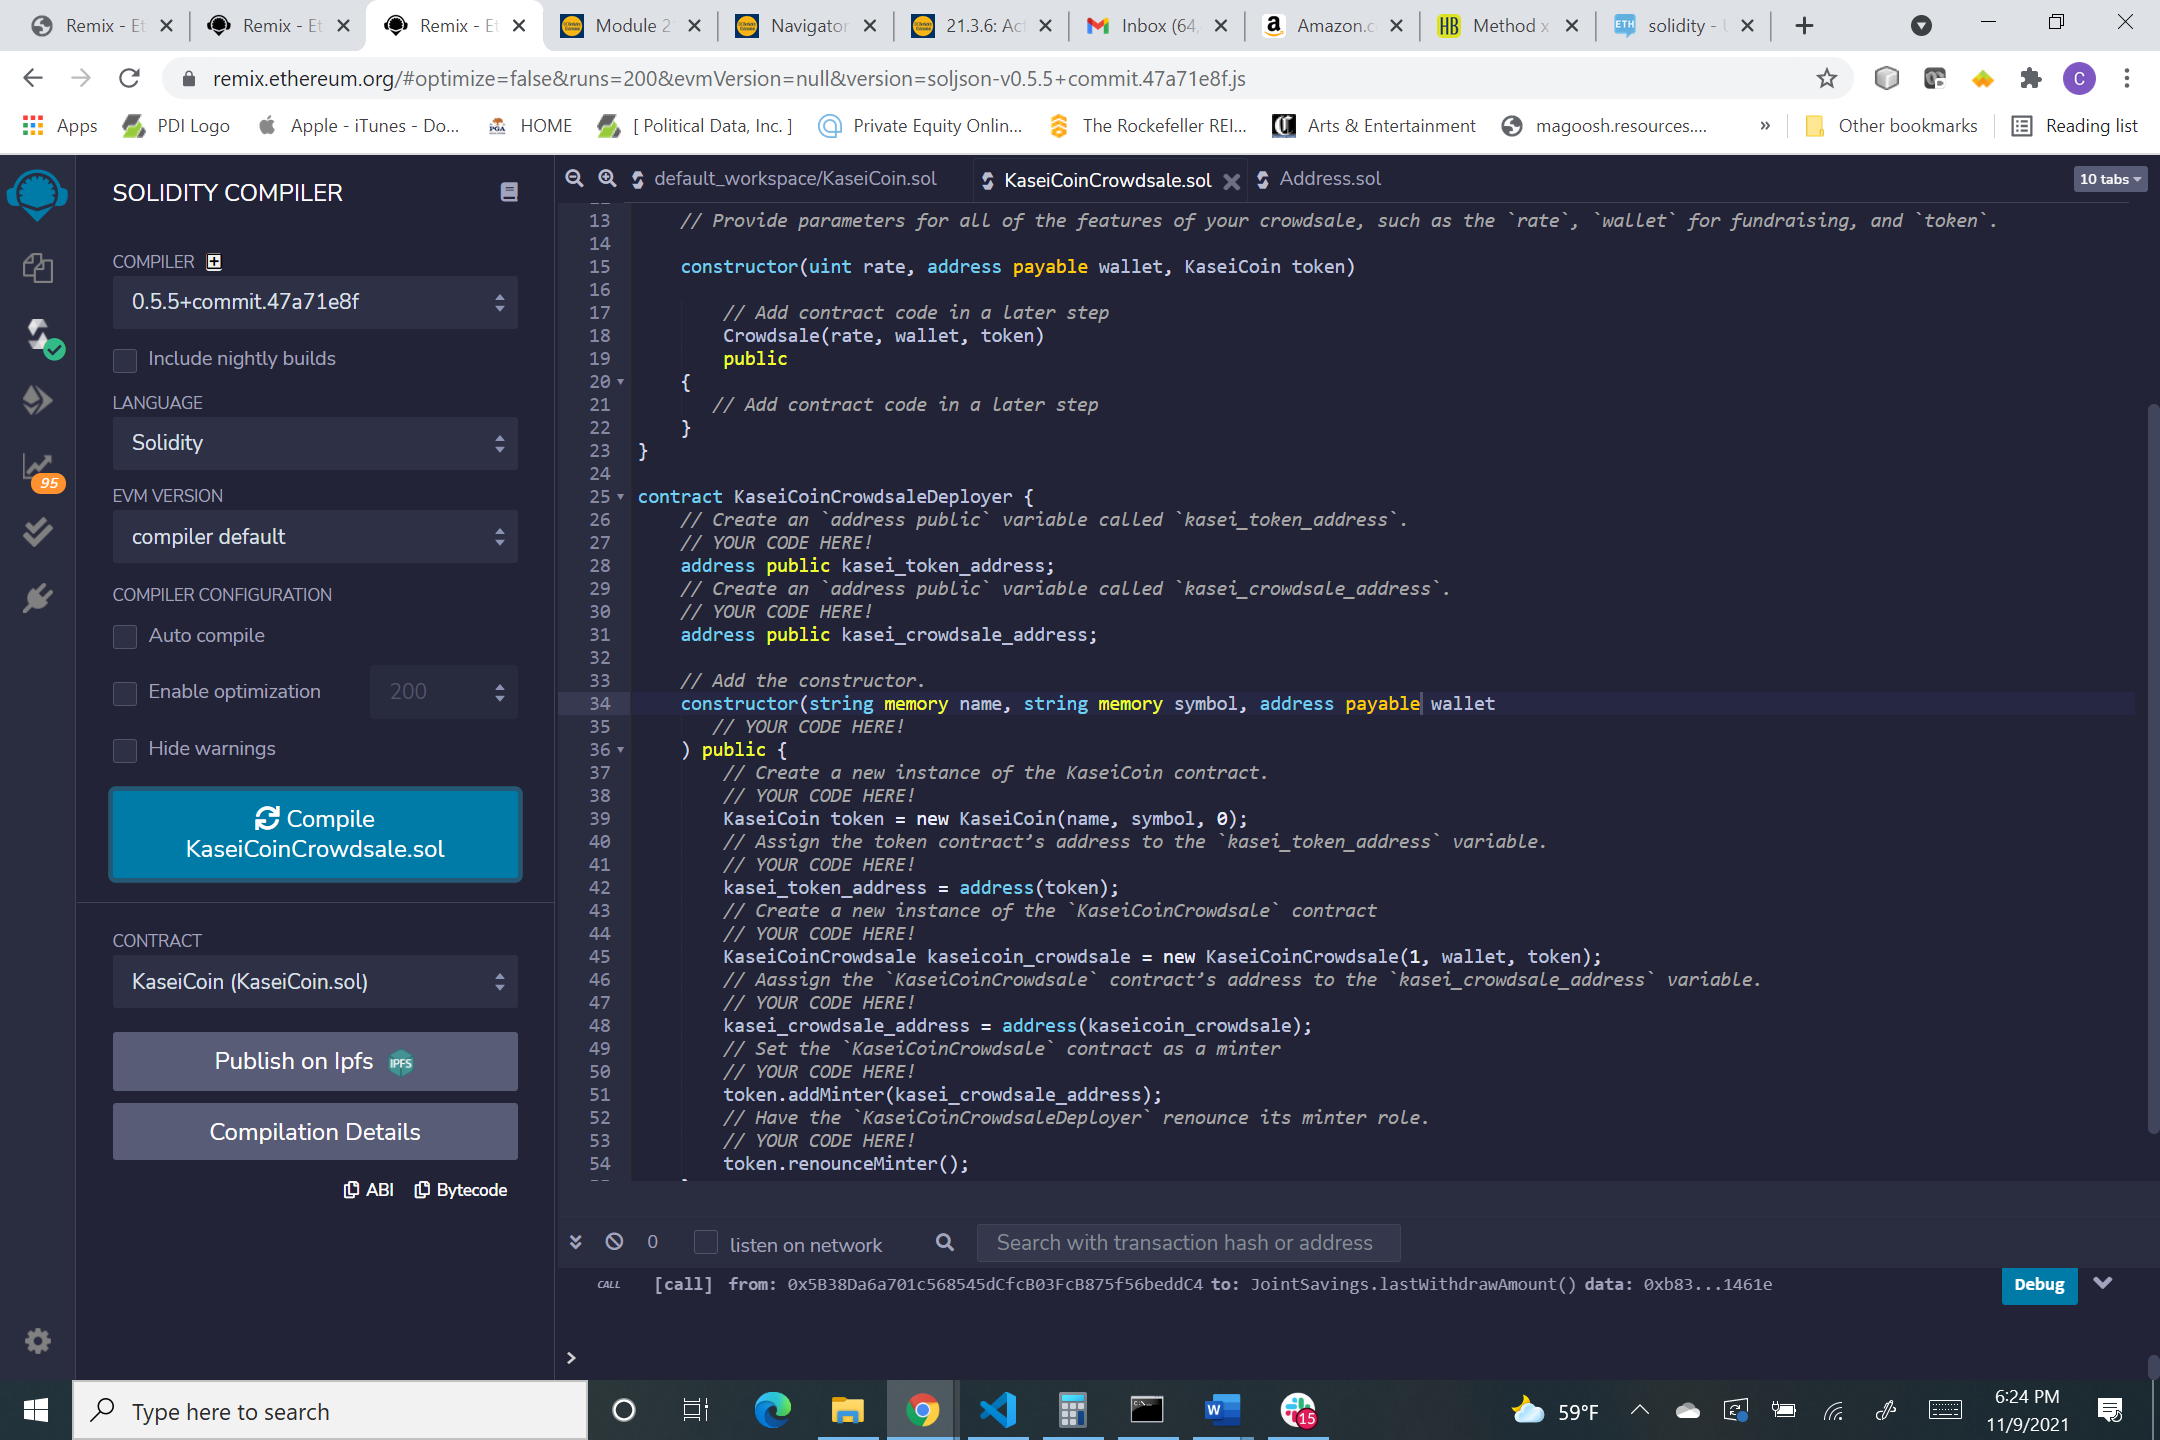 Remix - Et
Remix - Et
Remix - Et
Module 2
Navigator
21.3.6: Act
Inbox (64,
Amazon.c
Method x
solidity - U
remix.ethereum.org/#optimize=false&runs=200&evmVersion=null&version=soljson-v0.5.5+commit.47a71e8f.js
C
Apps
PDI Logo
Apple - iTunes - Do...
HOME
[ Political Data, Inc. ]
Private Equity Onlin...
The Rockefeller REI...
Arts & Entertainment
magoosh.resources....
»
Other bookmarks
Reading list
SOLIDITY COMPILER
COMPILER
0.5.5+commit.47a71e8f
Include nightly builds
LANGUAGE
Solidity
EVM VERSION
compiler default
COMPILER CONFIGURATION
Auto compile
Enable optimization
200
Hide warnings
Compile
KaseiCoinCrowdsale.sol
CONTRACT
KaseiCoin (KaseiCoin.sol)
Publish on Ipfs
IPFS
Compilation Details
ABI
Bytecode
95
default_workspace/KaseiCoin.sol
KaseiCoinCrowdsale.sol
Address.sol
10 tabs
13 // Provide parameters for all of the features of your crowdsale, such as the `rate`, `wallet` for fundraising, and `token`.
14
15 constructor(uint rate, address payable wallet, KaseiCoin token)
16
17 // Add contract code in a later step
18 Crowdsale(rate, wallet, token)
19 public
20 {
21 // Add contract code in a later step
22 }
23 }
24
25 contract KaseiCoinCrowdsaleDeployer {
26 // Create an `address public` variable called `kasei_token_address`.
27 // YOUR CODE HERE!
28 address public kasei_token_address;
29 // Create an `address public` variable called `kasei_crowdsale_address`.
30 // YOUR CODE HERE!
31 address public kasei_crowdsale_address;
32
33 // Add the constructor.
34 constructor(string memory name, string memory symbol, address payable wallet
35 // YOUR CODE HERE!
36 ) public {
37 // Create a new instance of the KaseiCoin contract.
38 // YOUR CODE HERE!
39 KaseiCoin token = new KaseiCoin(name, symbol, 0);
40 // Assign the token contract’s address to the `kasei_token_address` variable.
41 // YOUR CODE HERE!
42 kasei_token_address = address(token);
43 // Create a new instance of the `KaseiCoinCrowdsale` contract
44 // YOUR CODE HERE!
45 KaseiCoinCrowdsale kaseicoin_crowdsale = new KaseiCoinCrowdsale(1, wallet, token);
46 // Aassign the `KaseiCoinCrowdsale` contract’s address to the `kasei_crowdsale_address` variable.
47 // YOUR CODE HERE!
48 kasei_crowdsale_address = address(kaseicoin_crowdsale);
49 // Set the `KaseiCoinCrowdsale` contract as a minter
50 // YOUR CODE HERE!
51 token.addMinter(kasei_crowdsale_address);
52 // Have the `KaseiCoinCrowdsaleDeployer` renounce its minter role.
53 // YOUR CODE HERE!
54 token.renounceMinter();
0
listen on network
Search with transaction hash or address
CALL [call] from: 0x5B38Da6a701c568545dCfcB03FcB875f56beddC4 to: JointSavings.lastWithdrawAmount() data: 0xb83...1461e
Debug
>
Type here to search
15
59°F
6:24 PM
11/9/2021